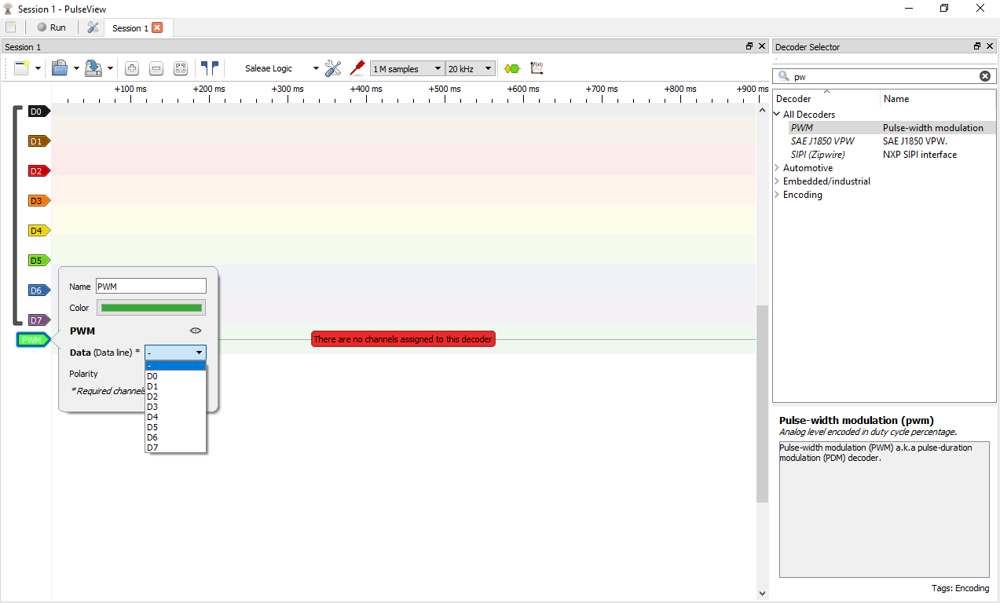 Session 1 - PulseView
Run
Session 1
Session 1
Decoder Selector
Saleae Logic
1 M samples
20 kHz
pw
+100 ms +200 ms +300 ms +400 ms +500 ms +600 ms +700 ms +800 ms +900 ms
Decoder Name
All Decoders
PWM Pulse-width modulation
SAE J1850 VPW SAE J1850 VPW.
SIPI (Zipwire) NXP SIPI interface
Automotive
Embedded/industrial
Encoding
D0
D1
D2
D3
D4
D5
D6
D7
PWM
Name PWM
Color
PWM
Data (Data line) * -
Polarity
*Required channels
-
D0
D1
D2
D3
D4
D5
D6
D7
There are no channels assigned to this decoder
Pulse-width modulation (pwm)
Analog level encoded in duty cycle percentage.
Pulse-width modulation (PWM) a.k.a pulse-duration
modulation (PDM) decoder.
Tags: Encoding